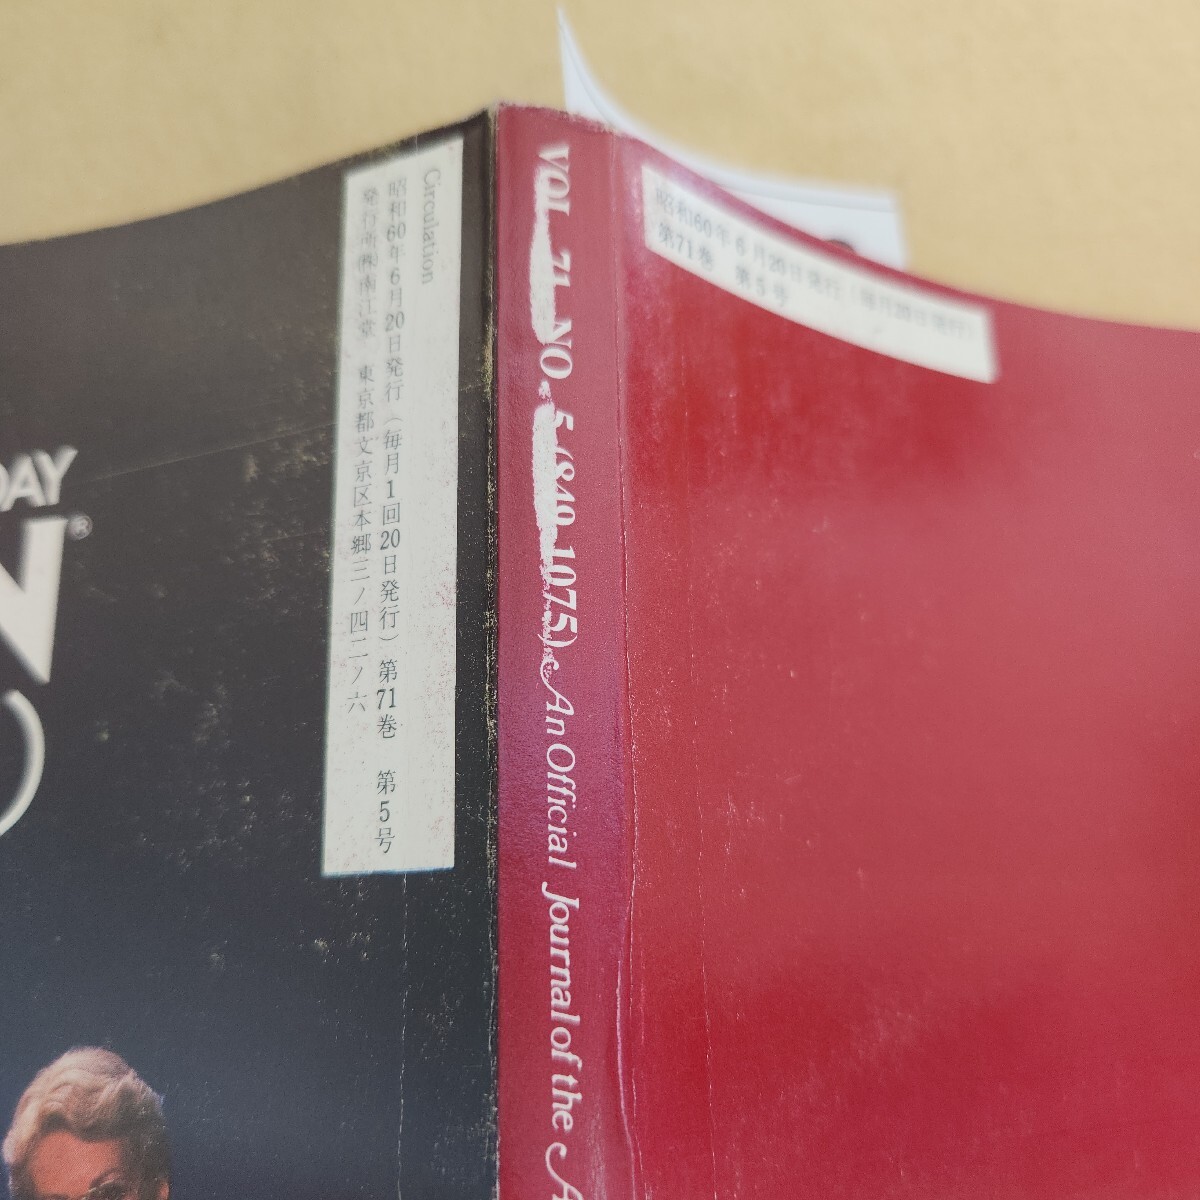 Circulation
昭和60年6月20日発行（毎月1回20日発行）第71巻 第5号
発行所㈱南江堂 東京都文京区本郷三ノ四二ノ六
VOL 71 NO. 5 (849-1075) An Official Journal of the
昭和60年6月20日発行（毎月20日発行）
第71巻 第5号
DAY
N®